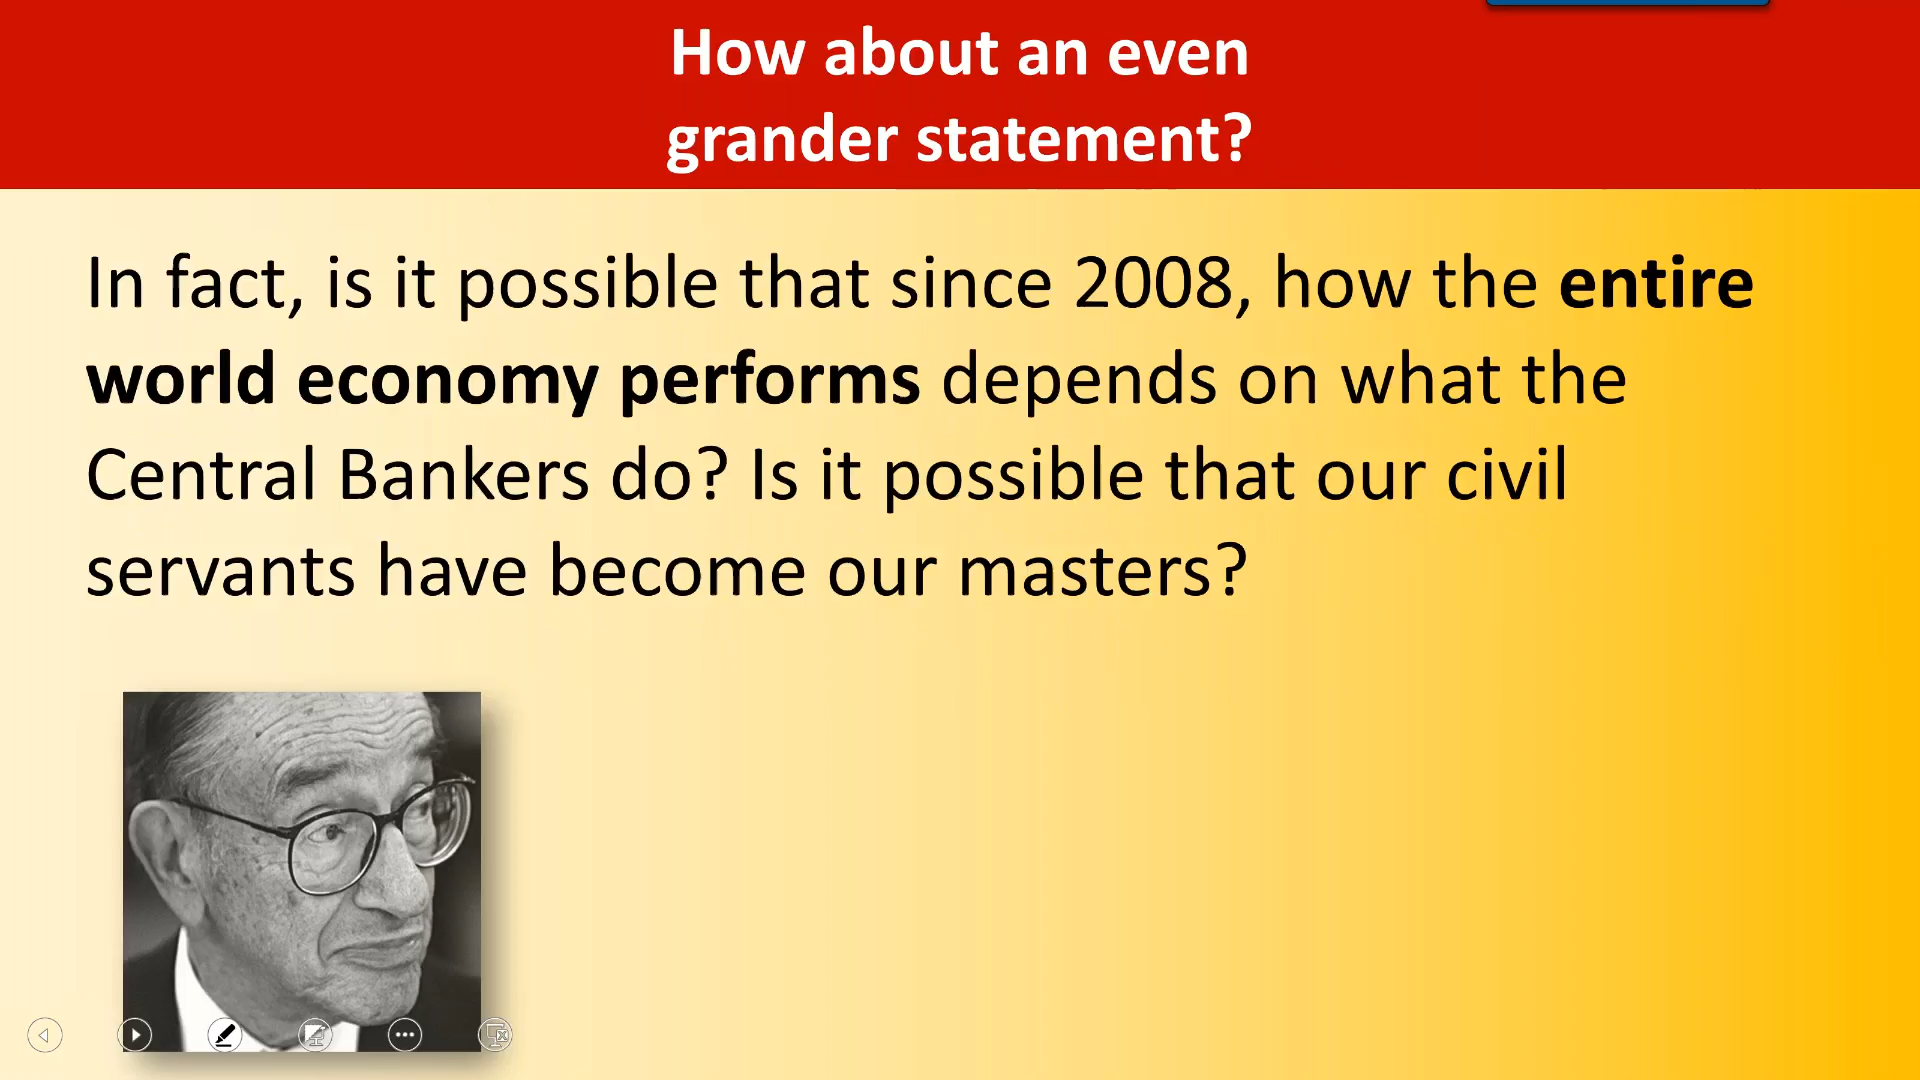 How about an even
grander statement?
In fact, is it possible that since 2008, how the entire
world economy performs depends on what the
Central Bankers do? Is it possible that our civil
servants have become our masters?